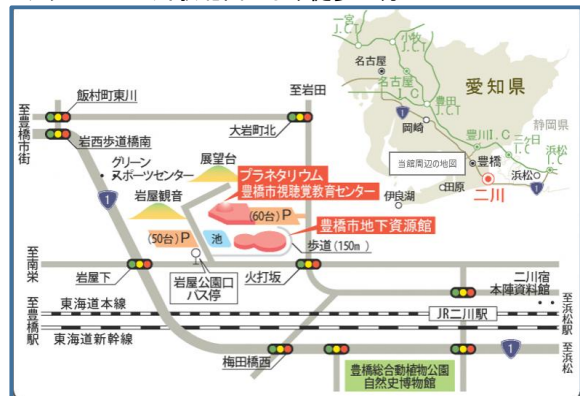 一宮
J.C.T
小牧
J.C.T
名古屋
名古屋
I.C
豊田
J.C.T
愛知県
1
岡崎
豊川I.C
三ケ日
I.C
静岡県
浜松
I.C
当館周辺の地図
豊橋
浜松
田原
二川
1
伊良湖
飯村町東川
至豊橋市街
岩西歩道橋南
グリーン
スポーツセンター
1
展望台
至岩田
大岩町北
プラネタリウム
豊橋市視聴覚教育センター
岩屋観音
(60台)P
豊橋市地下資源館
(50台)P
池
歩道(150m)
至南栄
岩屋下
岩屋公園口
バス停
火打坂
二川宿
本陣資料館
至豊橋駅
東海道本線
JR二川駅
至浜松駅
東海道新幹線
梅田橋西
1
至浜松
豊橋総合動植物公園
自然史博物館